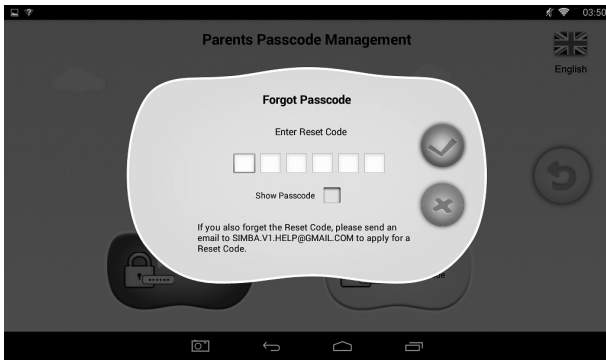 03:50
Parents Passcode Management
English
Forgot Passcode
Enter Reset Code
Show Passcode
If you also forget the Reset Code, please send an
email to SIMBA.V1.HELP@GMAIL.COM to apply for a
Reset Code.